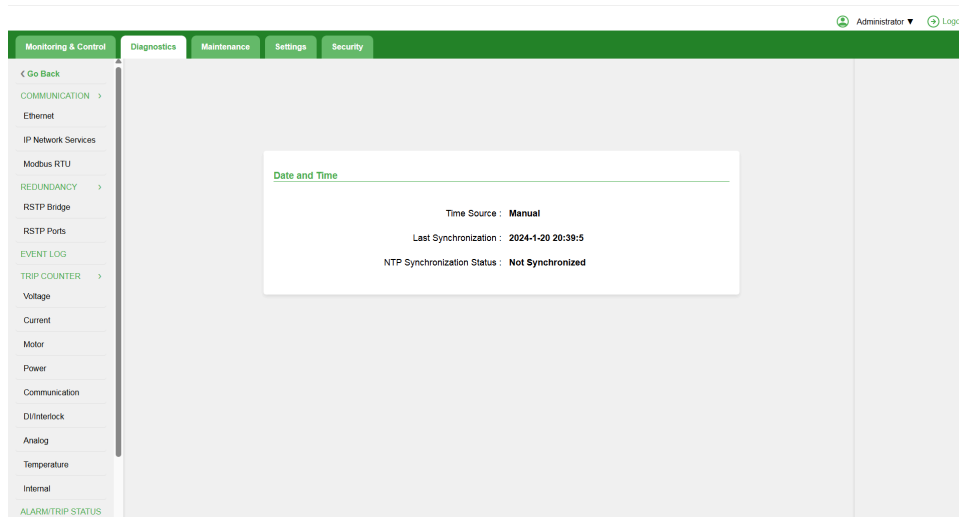 Administrator ▼
Monitoring & Control Diagnostics Maintenance Settings Security
Go Back
COMMUNICATION >
Ethernet
IP Network Services
Modbus RTU
REDUNDANCY >
RSTP Bridge
RSTP Ports
EVENT LOG
TRIP COUNTER >
Voltage
Current
Motor
Power
Communication
DI/Interlock
Analog
Temperature
Internal
ALARM/TRIP STATUS
Date and Time
Time Source : Manual
Last Synchronization : 2024-1-20 20:39:5
NTP Synchronization Status : Not Synchronized